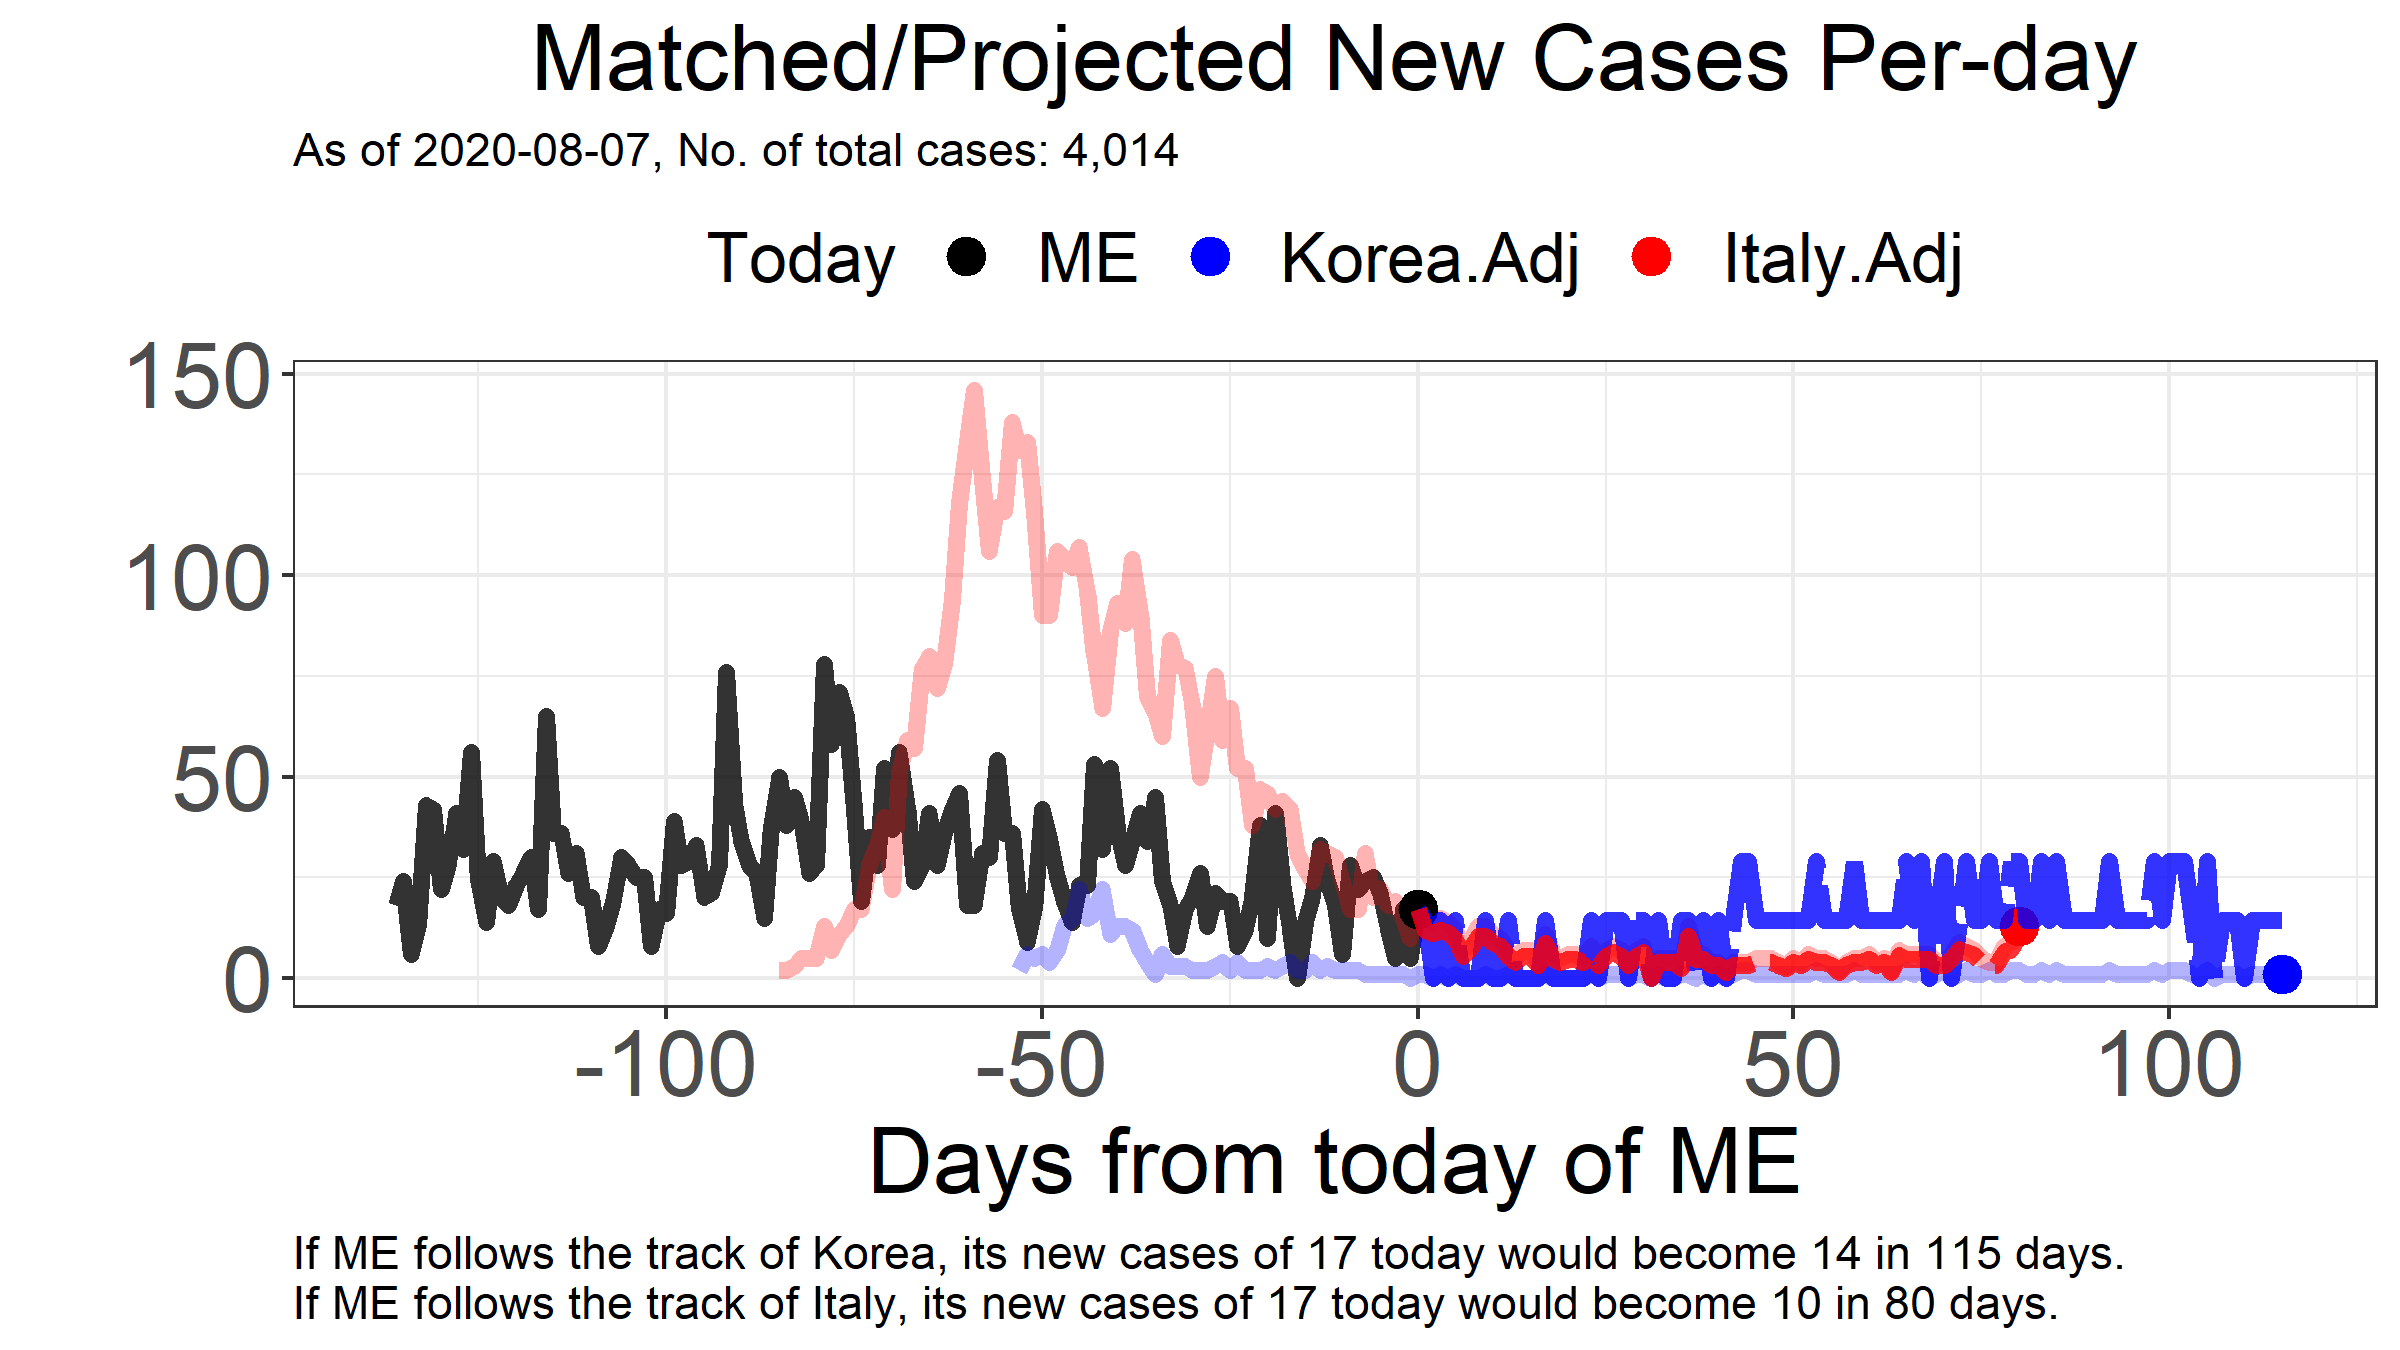 Matched/Projected New Cases Per-day
As of 2020-08-07, No. of total cases: 4,014
Today ME Korea.Adj Italy.Adj
150
100
50
0
-100 -50 0 50 100
Days from today of ME
If ME follows the track of Korea, its new cases of 17 today would become 14 in 115 days.
If ME follows the track of Italy, its new cases of 17 today would become 10 in 80 days.